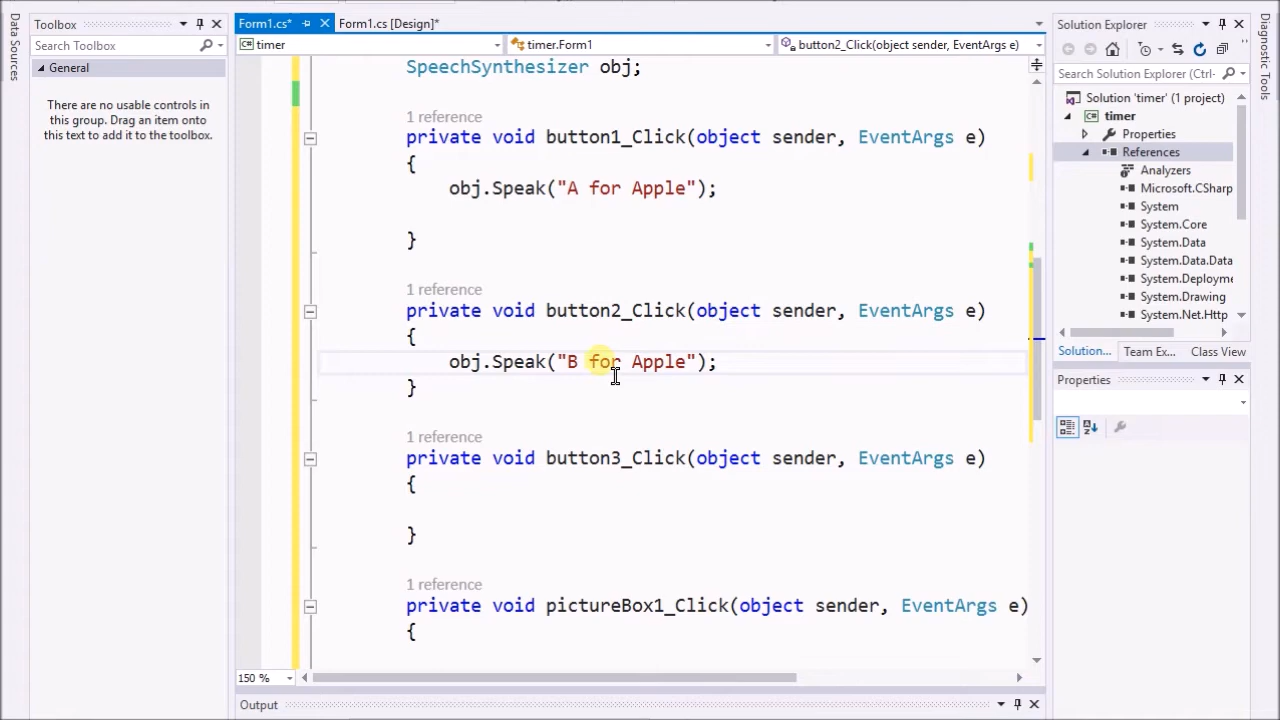 Data Sources
Toolbox
Search Toolbox
General
There are no usable controls in
this group. Drag an item onto
this text to add it to the toolbox.
Form1.cs*
Form1.cs [Design]*
timer
timer.Form1
button2_Click(object sender, EventArgs e)
SpeechSynthesizer obj;
1 reference
private void button1_Click(object sender, EventArgs e)
{
obj.Speak("A for Apple");
}
1 reference
private void button2_Click(object sender, EventArgs e)
{
obj.Speak("B for Apple");
}
1 reference
private void button3_Click(object sender, EventArgs e)
{
}
1 reference
private void pictureBox1_Click(object sender, EventArgs e)
{
150 %
Output
Solution Explorer
Search Solution Explorer (Ctrl-
Solution 'timer' (1 project)
timer
Properties
References
Analyzers
Microsoft.CSharp
System
System.Core
System.Data
System.Data.Data
System.Deployme
System.Drawing
System.Net.Http
Solution...
Team Ex...
Class View
Properties
Diagnostic Tools